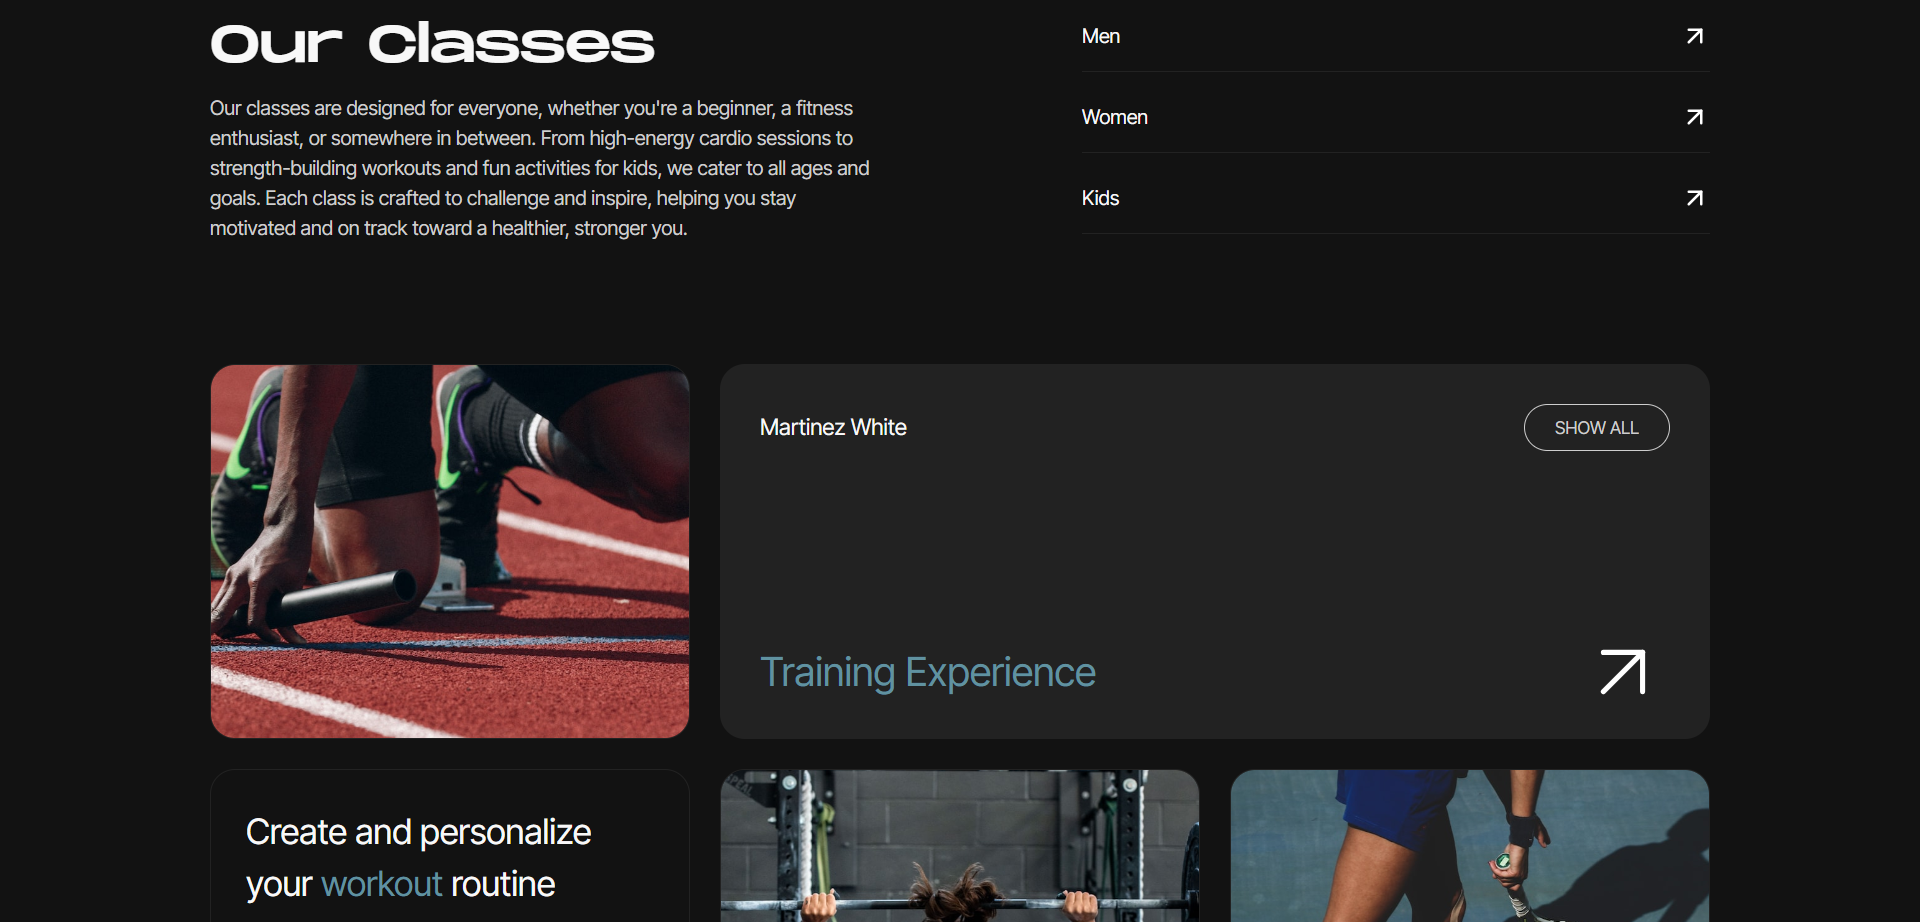 Our Classes
Our classes are designed for everyone, whether you're a beginner, a fitness
enthusiast, or somewhere in between. From high-energy cardio sessions to
strength-building workouts and fun activities for kids, we cater to all ages and
goals. Each class is crafted to challenge and inspire, helping you stay
motivated and on track toward a healthier, stronger you.
Men
Women
Kids
Martinez White
SHOW ALL
Training Experience
Create and personalize
your workout routine